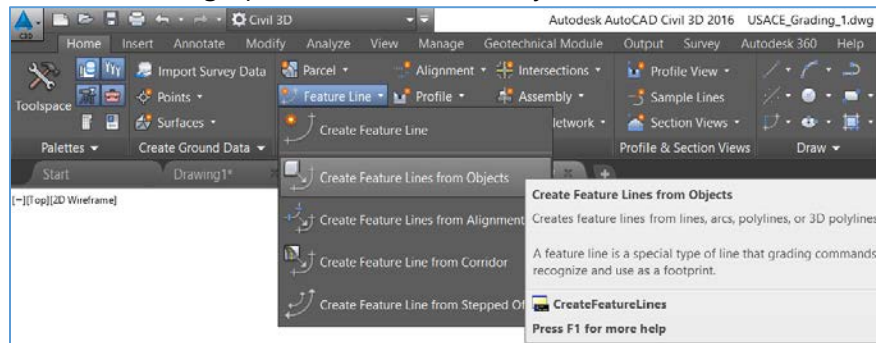 Civil 3D Autodesk AutoCAD Civil 3D 2016 USACE_Grading_1.dwg
C3D Home Insert Annotate Modify Analyze View Manage Geotechnical Module Output Survey Autodesk 360 Help
Toolspace
Import Survey Data
Points
Surfaces
Parcel
Feature Line
Alignment
Profile
Intersections
Assembly
Profile View
Sample Lines
Section Views
Palettes Create Ground Data Profile & Section Views Draw
Start Drawing1*
[-][Top][2D Wireframe]
Create Feature Line
Create Feature Lines from Objects
Create Feature Lines from Alignment
Create Feature Line from Corridor
Create Feature Line from Stepped Of
Create Feature Lines from Objects
Creates feature lines from lines, arcs, polylines, or 3D polylines
A feature line is a special type of line that grading commands
recognize and use as a footprint.
CreateFeatureLines
Press F1 for more help